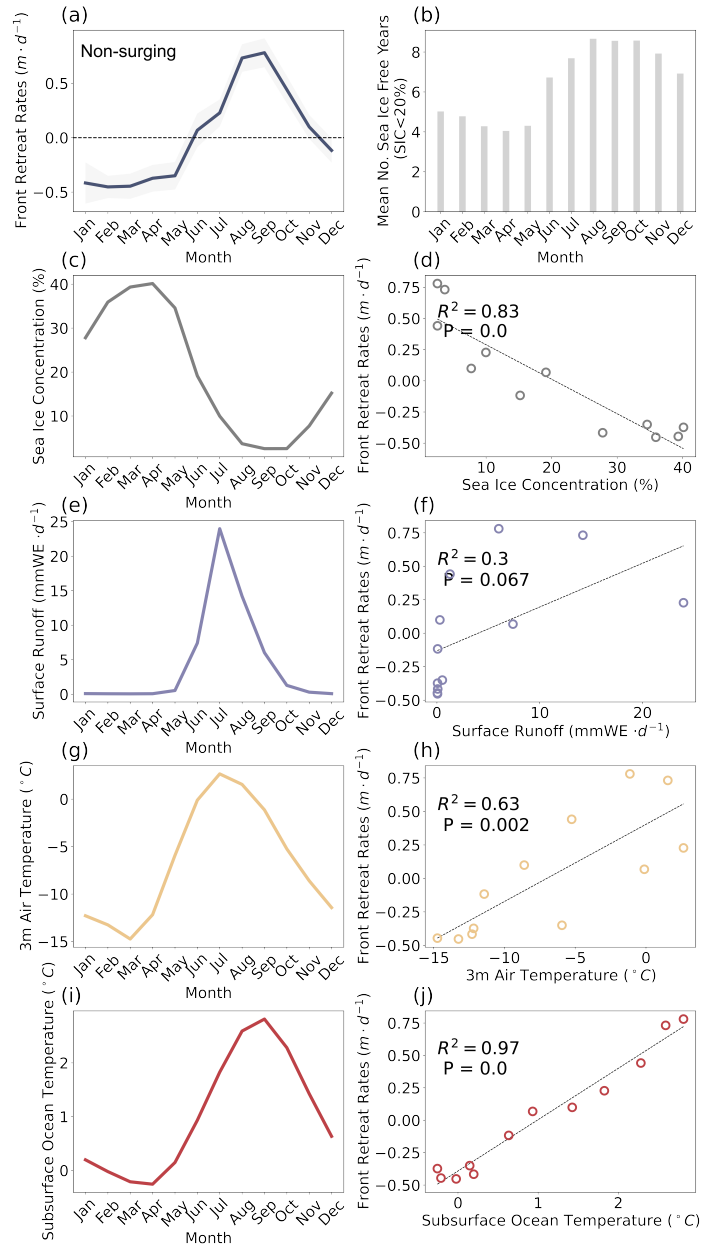 (a)
Non-surging
Front Retreat Rates (m · d⁻¹)
0.5
0.0
−0.5
Jan Feb Mar Apr May Jun Jul Aug Sep Oct Nov Dec
Month
(b)
Mean No. Sea Ice Free Years
(SIC<20%)
8
6
4
2
0
Jan Feb Mar Apr May Jun Jul Aug Sep Oct Nov Dec
Month
(c)
Sea Ice Concentration (%)
40
30
20
10
Jan Feb Mar Apr May Jun Jul Aug Sep Oct Nov Dec
Month
(d)
Front Retreat Rates (m · d⁻¹)
R² = 0.83
P = 0.0
0.75
0.50
0.25
0.00
−0.25
−0.50
10 20 30 40
Sea Ice Concentration (%)
(e)
Surface Runoff (mmWE ·d⁻¹)
25
20
15
10
5
0
Jan Feb Mar Apr May Jun Jul Aug Sep Oct Nov Dec
Month
(f)
Front Retreat Rates (m · d⁻¹)
R² = 0.3
P = 0.067
0.75
0.50
0.25
0.00
−0.25
−0.50
0 10 20
Surface Runoff (mmWE ·d⁻¹)
(g)
3m Air Temperature (°C)
0
−5
−10
−15
Jan Feb Mar Apr May Jun Jul Aug Sep Oct Nov Dec
Month
(h)
Front Retreat Rates (m · d⁻¹)
R² = 0.63
P = 0.002
0.75
0.50
0.25
0.00
−0.25
−0.50
−15 −10 −5 0
3m Air Temperature (°C)
(i)
Subsurface Ocean Temperature (°C)
2
1
0
Jan Feb Mar Apr May Jun Jul Aug Sep Oct Nov Dec
Month
(j)
Front Retreat Rates (m · d⁻¹)
R² = 0.97
P = 0.0
0.75
0.50
0.25
0.00
−0.25
−0.50
0 1 2
Subsurface Ocean Temperature (°C)